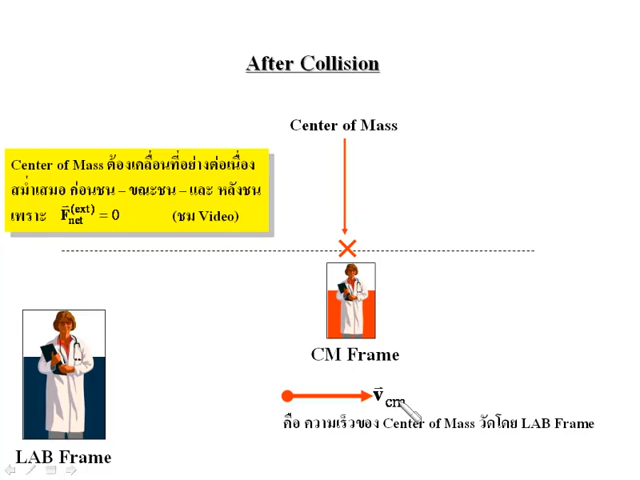 After Collision
Center of Mass
Center of Mass ต้องเคลื่อนที่อย่างต่อเนื่อง
สม่ำเสมอ ก่อนชน – ขณะชน – และ หลังชน
เพราะ F⃗net(ext) = 0 (ชม Video)
CM Frame
v⃗cm
คือ ความเร็วของ Center of Mass วัดโดย LAB Frame
LAB Frame